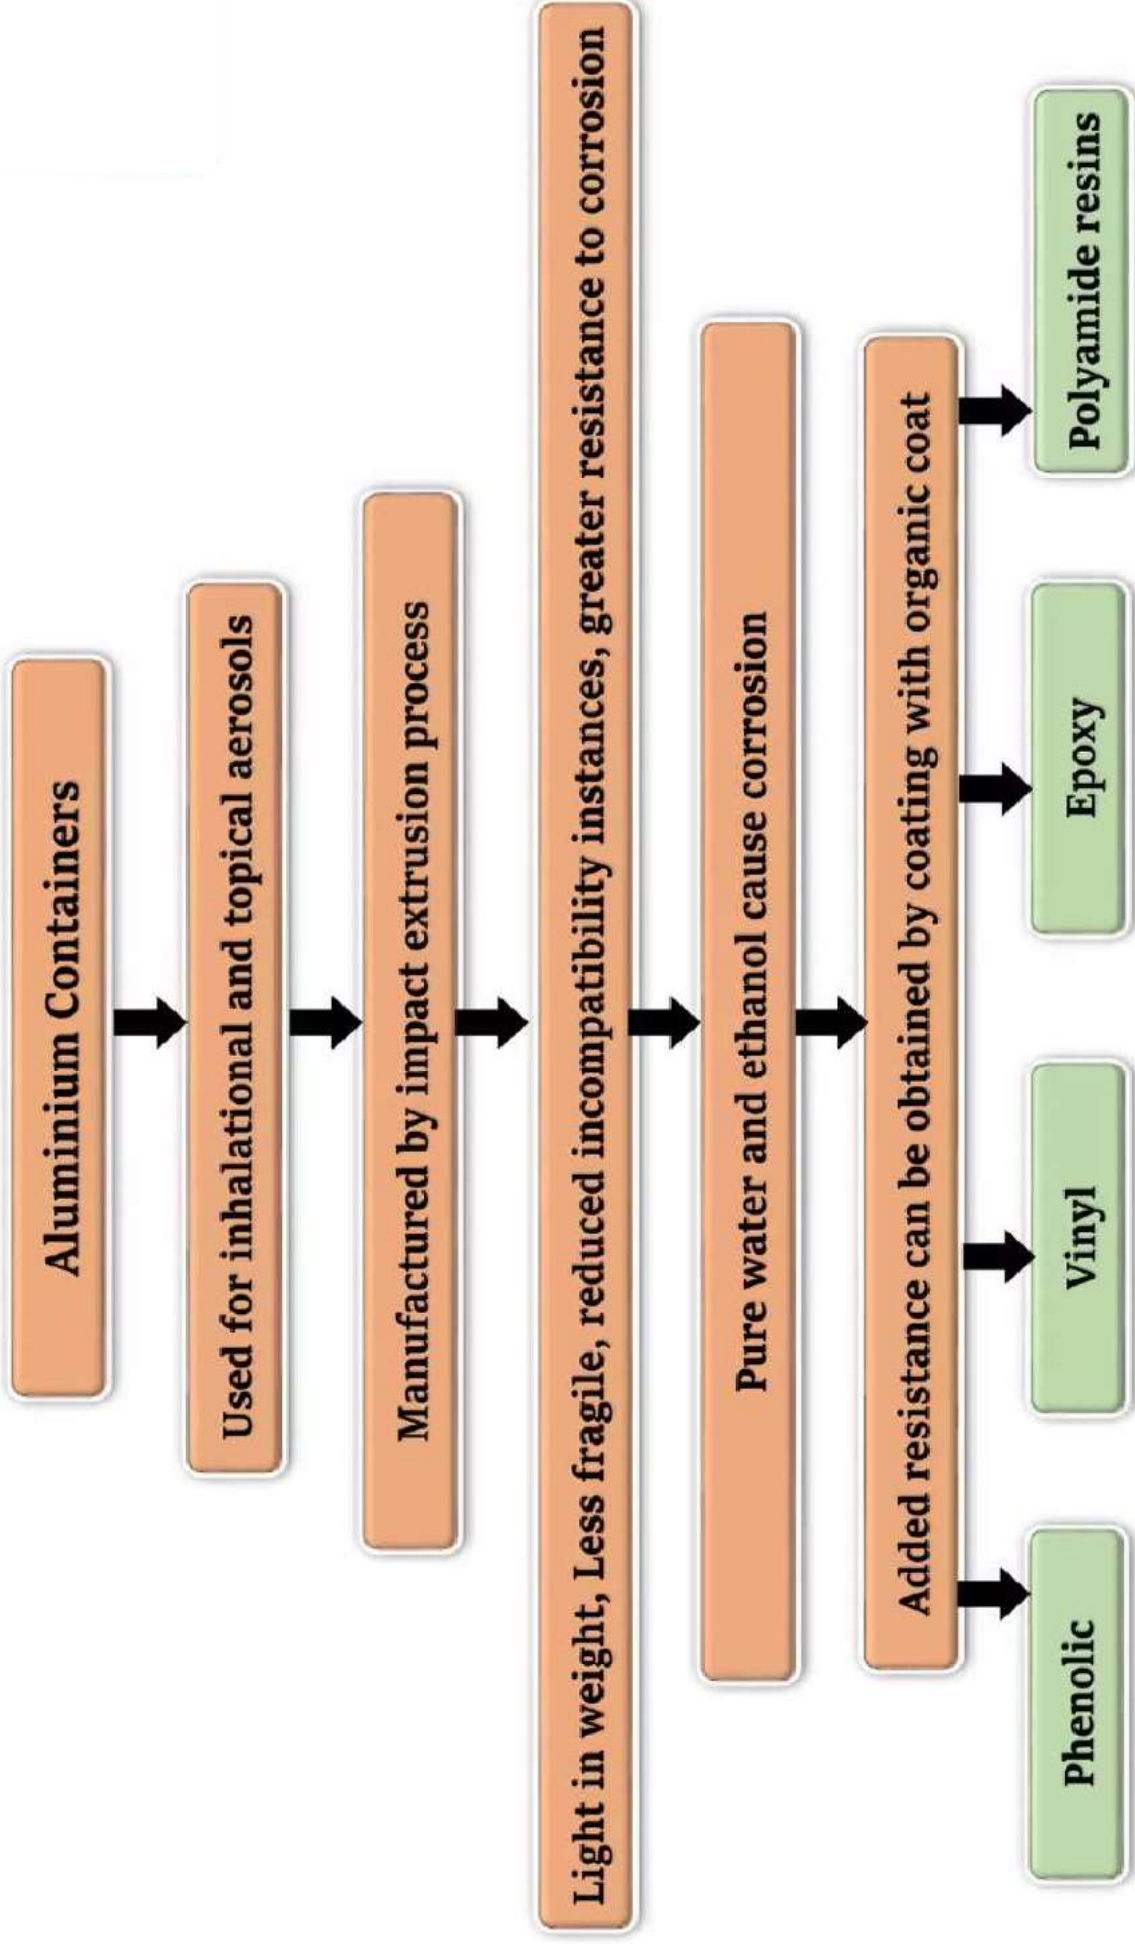 Aluminium Containers
Used for inhalational and topical aerosols
Manufactured by impact extrusion process
Light in weight, Less fragile, reduced incompatibility instances, greater resistance to corrosion
Pure water and ethanol cause corrosion
Added resistance can be obtained by coating with organic coat
Phenolic
Vinyl
Epoxy
Polyamide resins